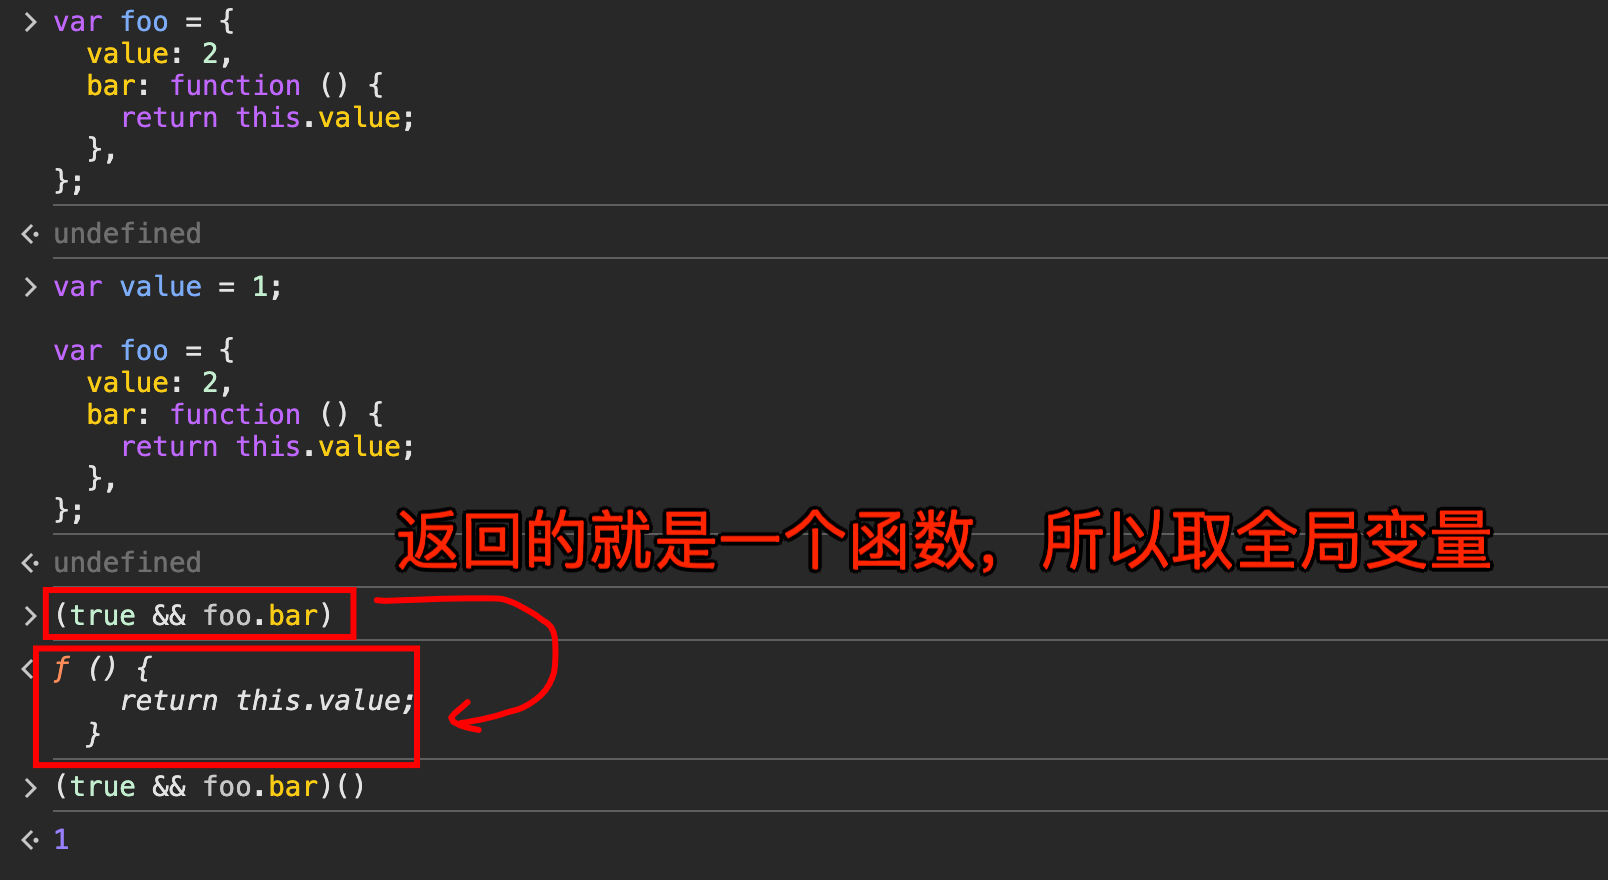 > var foo = {
    value: 2,
    bar: function () {
      return this.value;
    },
  };
<· undefined
> var value = 1;
  var foo = {
    value: 2,
    bar: function () {
      return this.value;
    },
  };
返回的就是一个函数，所以取全局变量
<· undefined
> (true && foo.bar)
< ƒ () {
      return this.value;
    }
> (true && foo.bar)()
<· 1